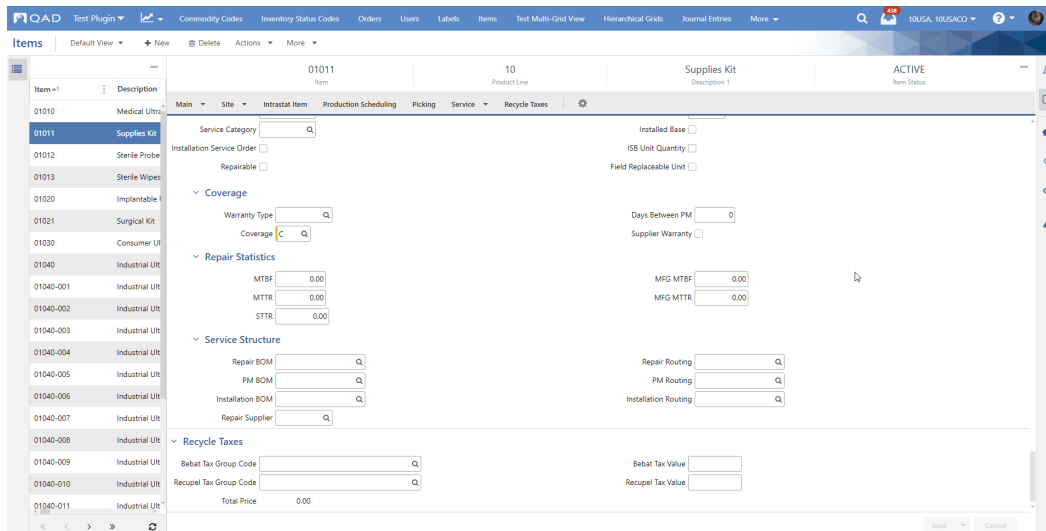 QAD Test Plugin Commodity Codes Inventory Status Codes Orders Users Labels Items Test Multi-Grid View Hierarchical Grids Journal Entries More 438 10USA, 10USACO
Items Default View + New Delete Actions More
01011 10 Supplies Kit ACTIVE
Item Product Line Description 1 Item Status
Item 1 Description
Main Site Intrastat Item Production Scheduling Picking Service Recycle Taxes
01010 Medical Ultra
01011 Supplies Kit
01012 Sterile Probe
01013 Sterile Wipes
01020 Implantable
01021 Surgical Kit
01030 Consumer Ul
01040 Industrial Ult
01040-001 Industrial Ult
01040-002 Industrial Ult
01040-003 Industrial Ult
01040-004 Industrial Ult
01040-005 Industrial Ult
01040-006 Industrial Ult
01040-007 Industrial Ult
01040-008 Industrial Ult
01040-009 Industrial Ult
01040-010 Industrial Ult
01040-011 Industrial Ult
Service Category Installed Base
Installation Service Order ISB Unit Quantity
Repairable Field Replaceable Unit
Coverage
Warranty Type Days Between PM 0
Coverage C Supplier Warranty
Repair Statistics
MTBF 0.00 MFG MTBF 0.00
MTTR 0.00 MFG MTTR 0.00
STTR 0.00
Service Structure
Repair BOM Repair Routing
PM BOM PM Routing
Installation BOM Installation Routing
Repair Supplier
Recycle Taxes
Bebat Tax Group Code Bebat Tax Value
Recupel Tax Group Code Recupel Tax Value
Total Price 0.00
Save Cancel